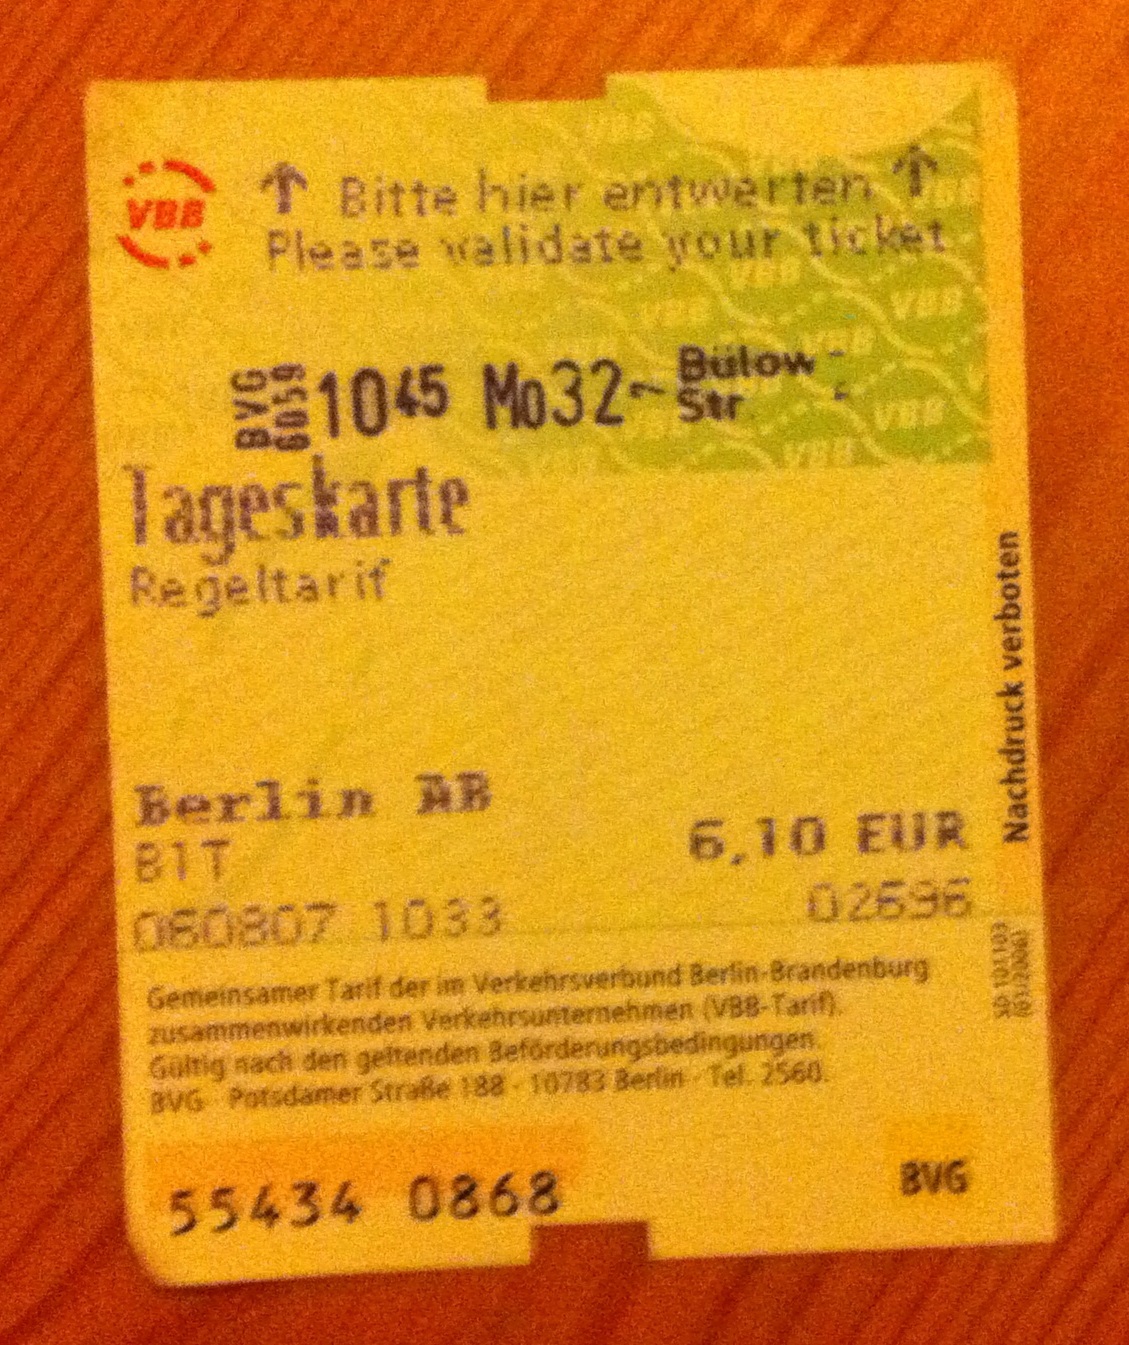 VBB
↑ Bitte hier entwerten ↑
Please validate your ticket
BVG
6059
1045 Mo32- Bülow-
Str
Tageskarte
Regeltarif
Berlin AB
B1T
6,10 EUR
060807 1033
02696
Gemeinsamer Tarif der im Verkehrsverbund Berlin-Brandenburg
zusammenwirkenden Verkehrsunternehmen (VBB-Tarif).
Gültig nach den geltenden Beförderungsbedingungen.
BVG · Potsdamer Straße 188 · 10783 Berlin · Tel. 2560.
55434 0868
BVG
Nachdruck verboten